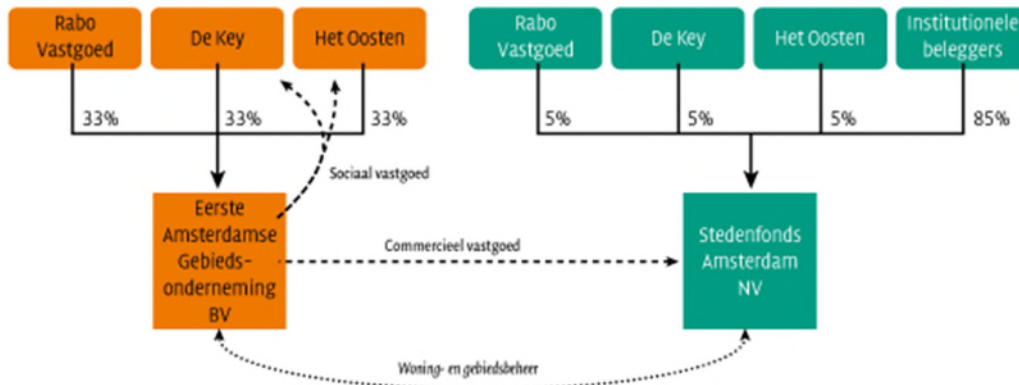 Rabo
Vastgoed
De Key
Het Oosten
Rabo
Vastgoed
De Key
Het Oosten
Institutionele
beleggers
33%
33%
33%
5%
5%
5%
85%
Sociaal vastgoed
Eerste
Amsterdamse
Gebieds-
onderneming
BV
Commercieel vastgoed
Stedenfonds
Amsterdam
NV
Woning- en gebiedsbeheer